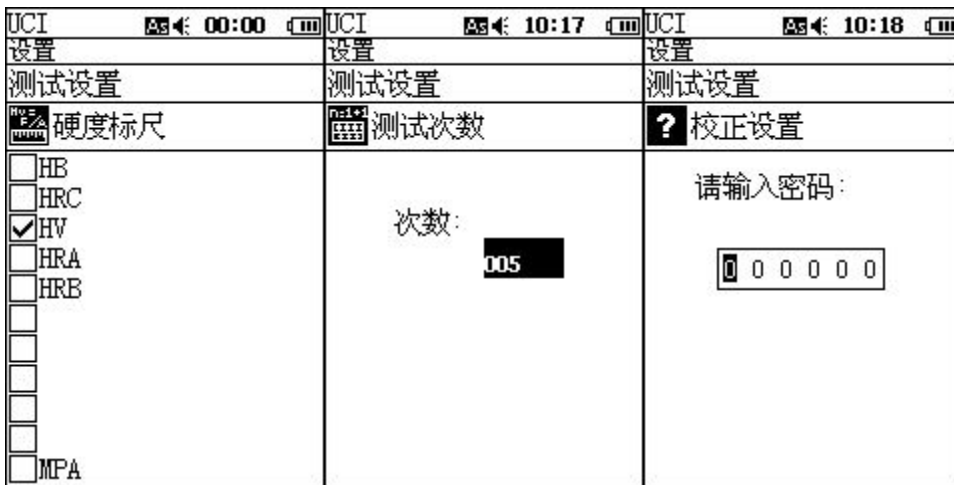 UCI As 00:00
设置
测试设置
硬度标尺
HB
HRC
HV
HRA
HRB
MPA
UCI As 10:17
设置
测试设置
测试次数
次数:
005
UCI As 10:18
设置
测试设置
? 校正设置
请输入密码:
0 0 0 0 0 0